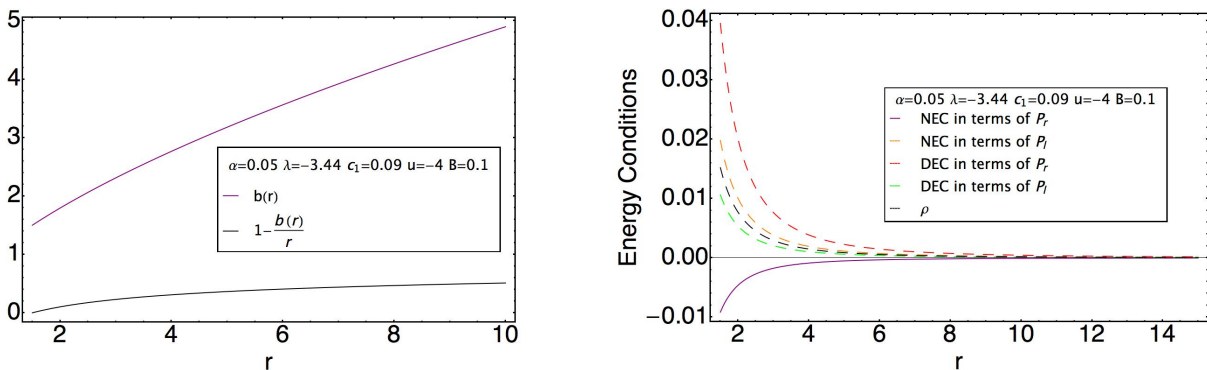 5
4
3
2
1
0
2 4 6 8 10
r
α=0.05 λ=−3.44 c₁=0.09 u=−4 B=0.1
b(r)
1−b(r)/r
Energy Conditions
0.04
0.03
0.02
0.01
0.00
−0.01
2 4 6 8 10 12 14
r
α=0.05 λ=−3.44 c₁=0.09 u=−4 B=0.1
NEC in terms of Pᵣ
NEC in terms of Pₗ
DEC in terms of Pᵣ
DEC in terms of Pₗ
ρ